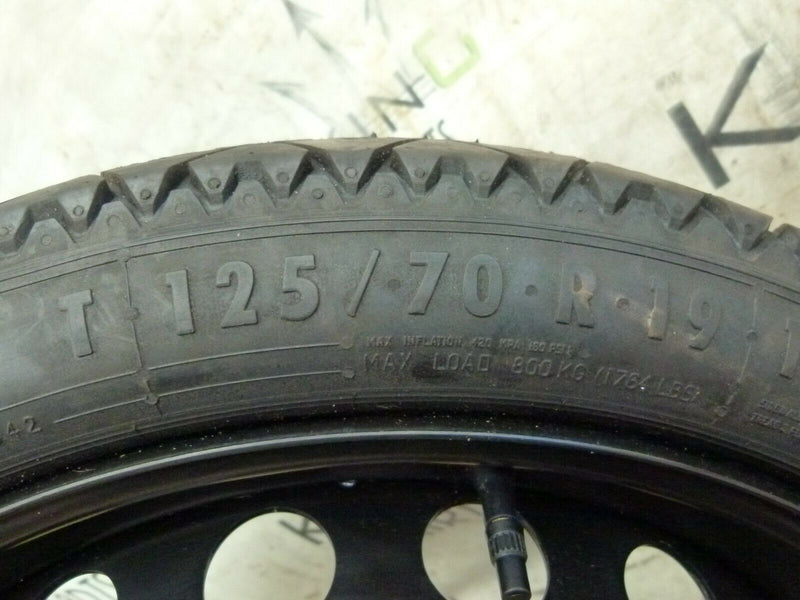 T 125/70·R·19
MAX INFLATION 420 KPA (60 PSI)
MAX LOAD 800 KG (1764 LBS)